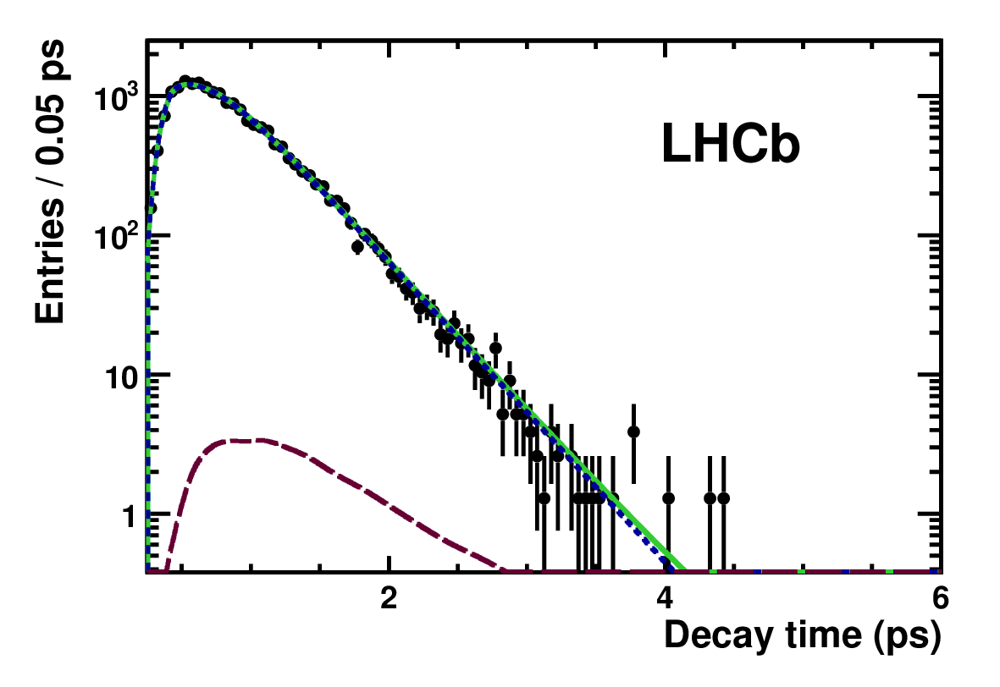 Entries / 0.05 ps
10³
10²
10
1
LHCb
2
4
6
Decay time (ps)